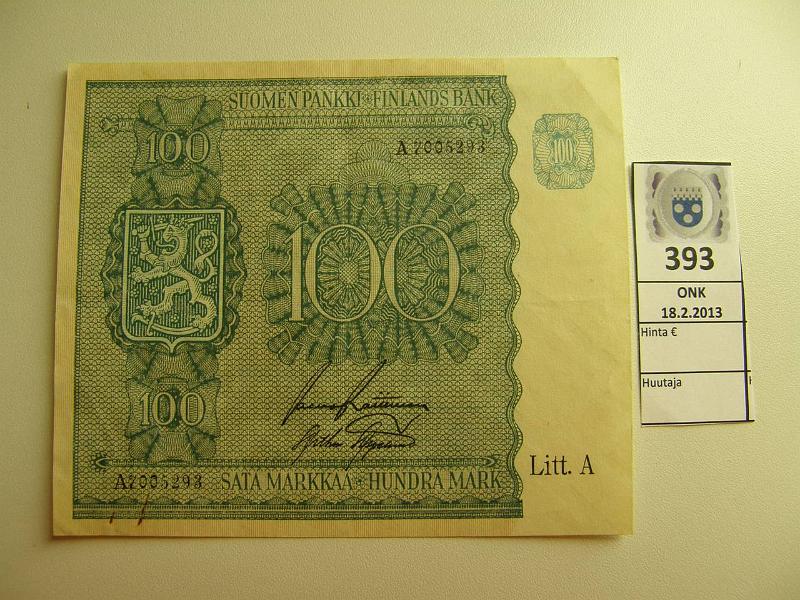 SUOMEN PANKKI FINLANDS BANK
100
A2005293
100
100
100
A2005293
SATA MARKKAA HUNDRA MARK
Litt. A
393
ONK
18.2.2013
Hinta €
Huutaja